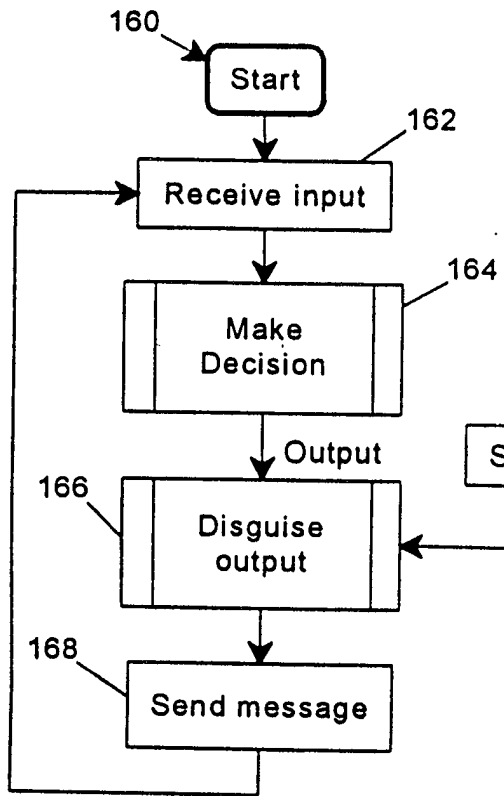 160
Start
162
Receive input
164
Make
Decision
Output
S
166
Disguise
output
168
Send message